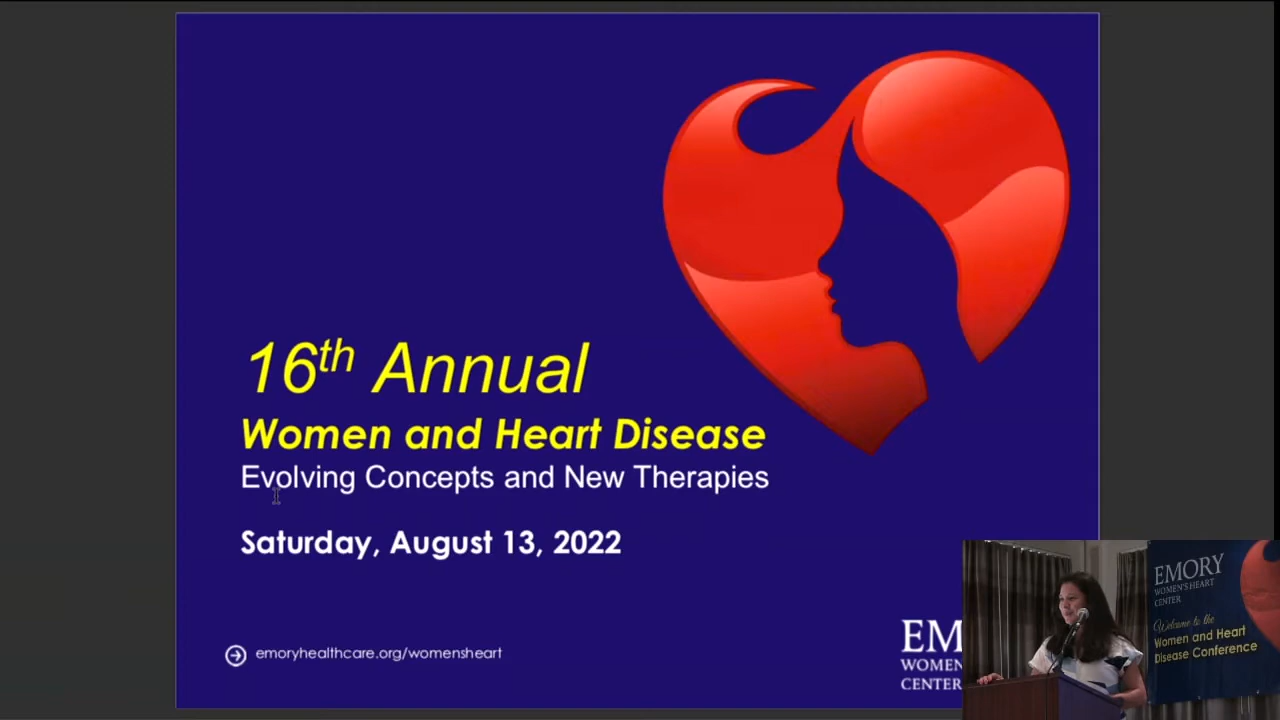 16th Annual
Women and Heart Disease
Evolving Concepts and New Therapies
Saturday, August 13, 2022
emoryhealthcare.org/womensheart
EM
WOMEN
CENTER
EMORY
WOMEN'S HEART
CENTER
Welcome to the
Women and Heart
Disease Conference